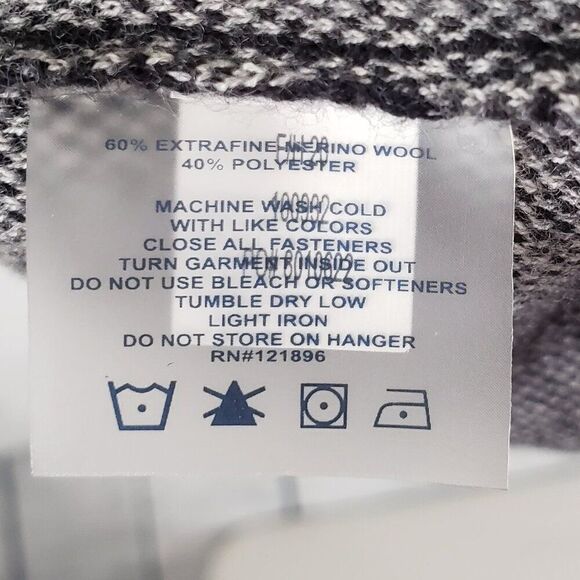 60% EXTRAFINE MERINO WOOL
40% POLYESTER
MACHINE WASH COLD
WITH LIKE COLORS
CLOSE ALL FASTENERS
TURN GARMENT INSIDE OUT
DO NOT USE BLEACH OR SOFTENERS
TUMBLE DRY LOW
LIGHT IRON
DO NOT STORE ON HANGER
RN#121896